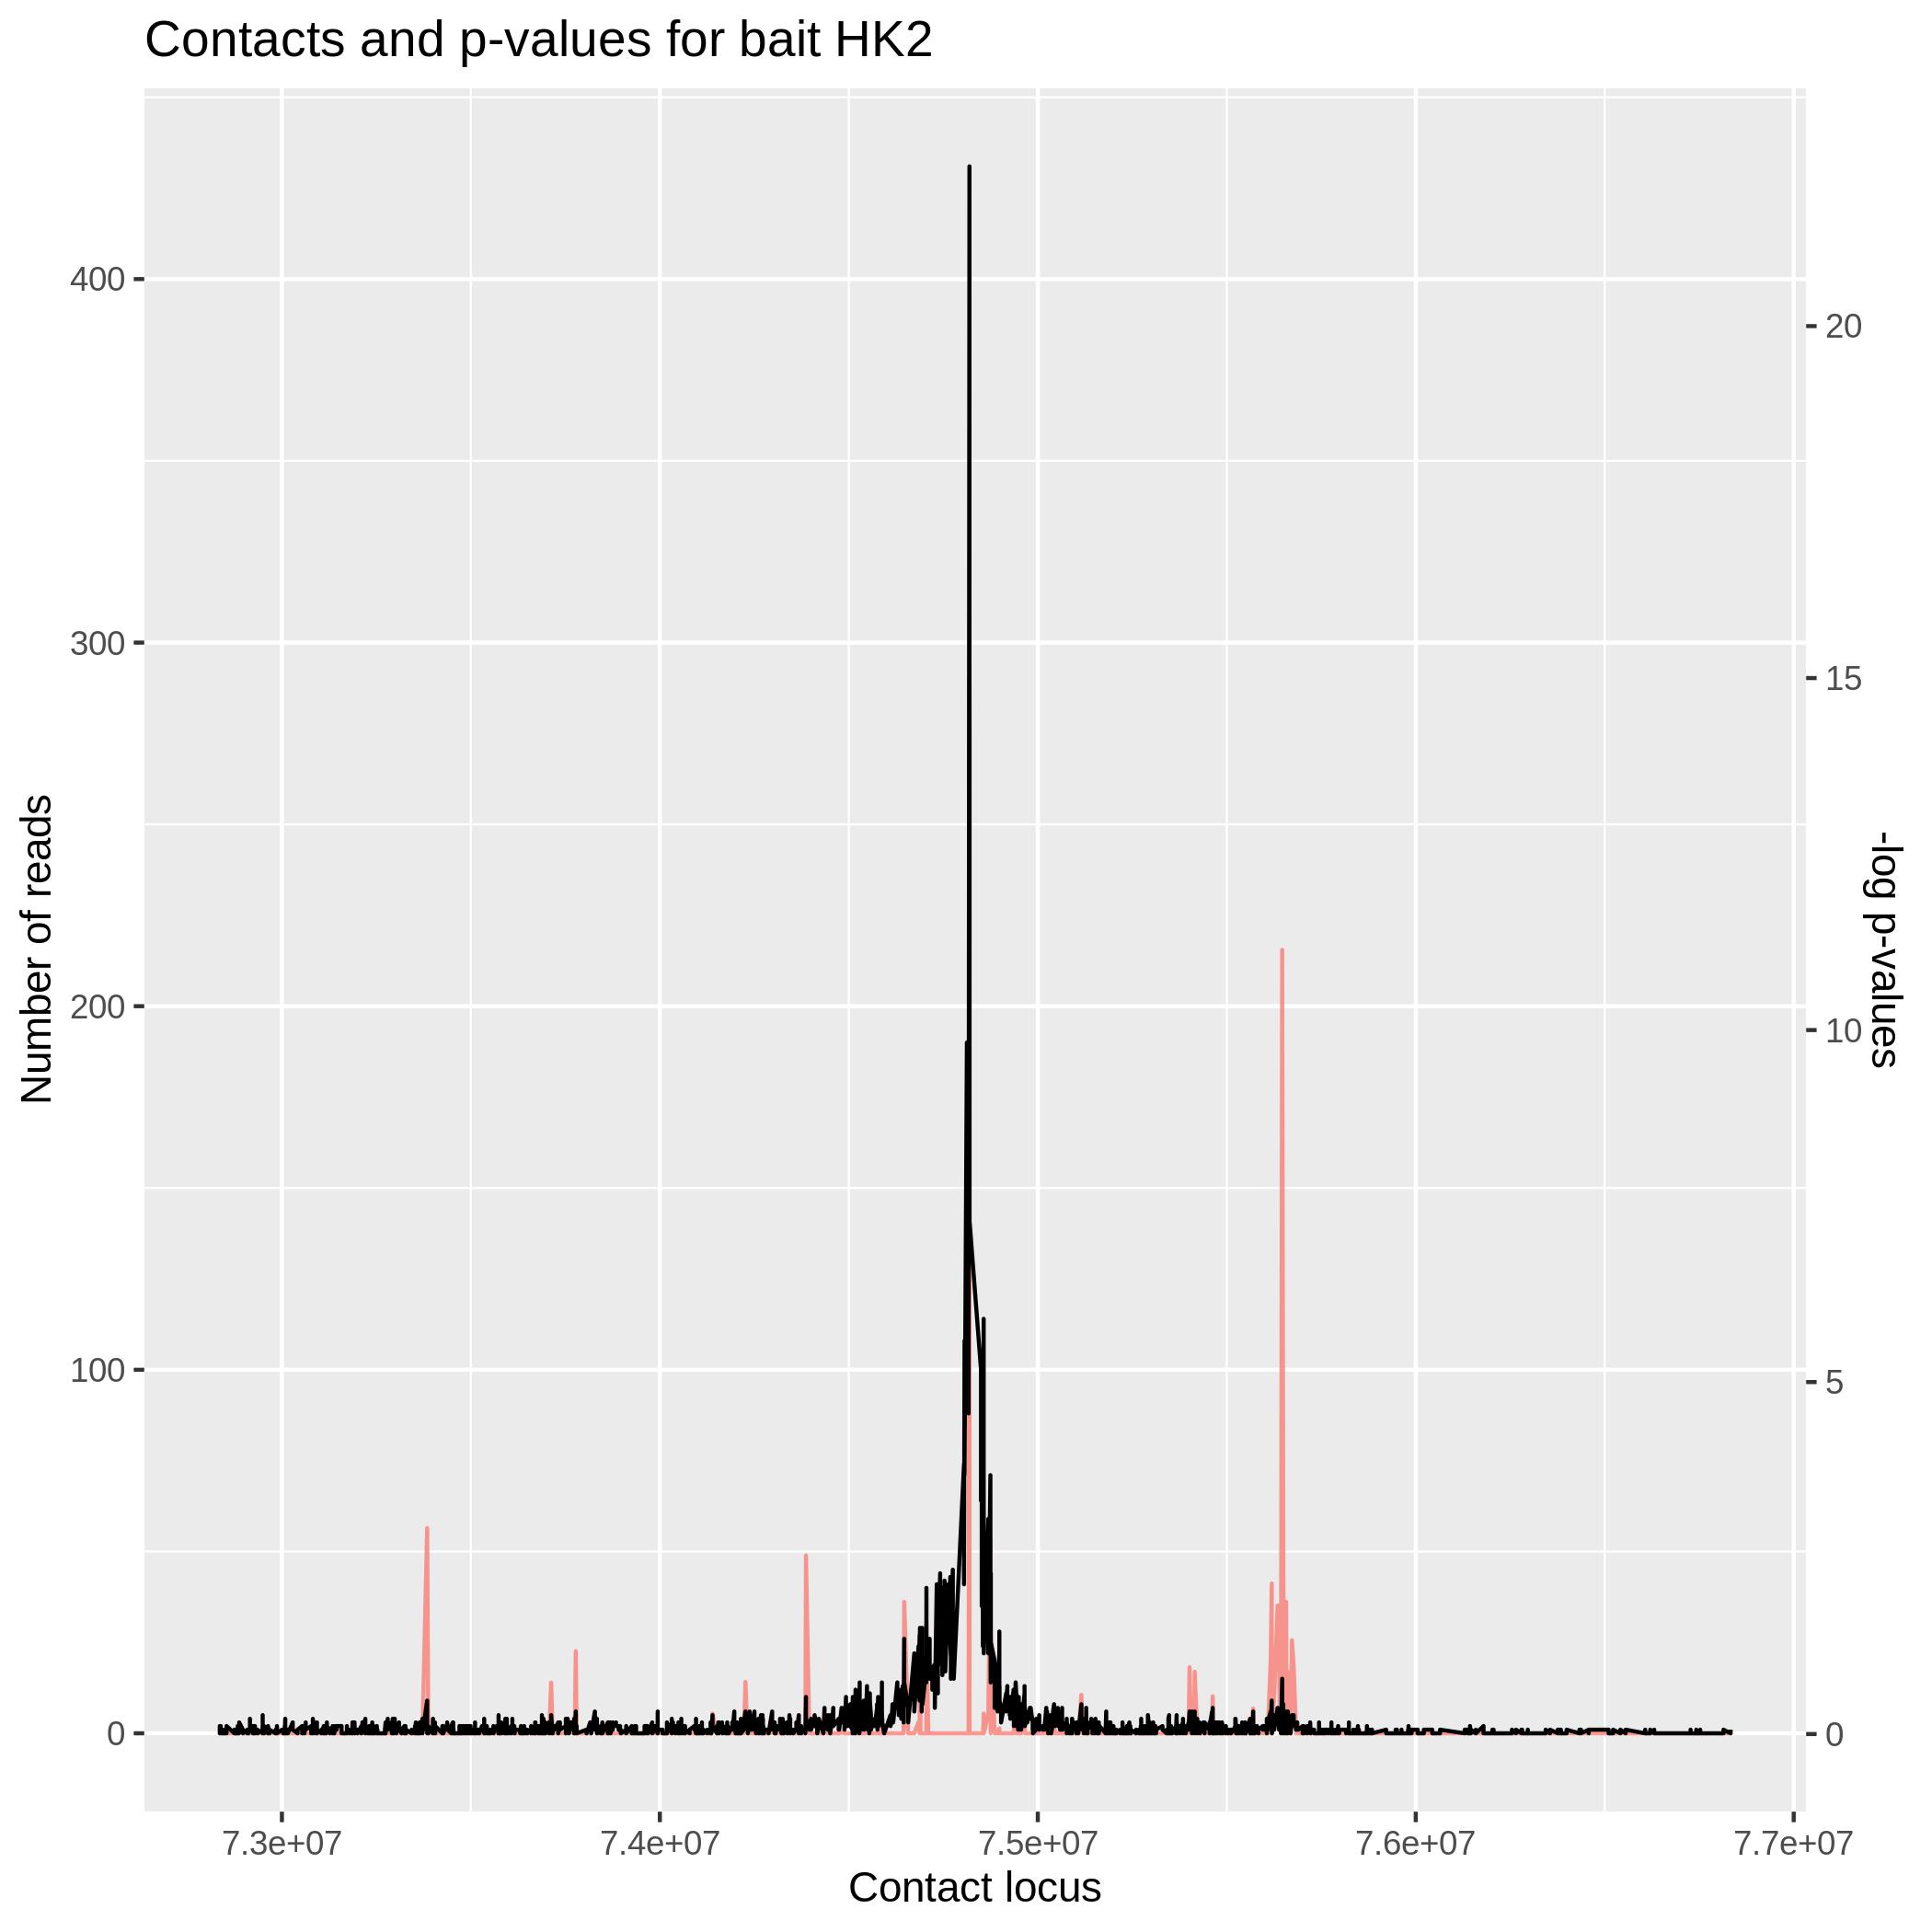 Contacts and p-values for bait HK2
Number of reads
400
300
200
100
0
20
15
10
5
0
-log p-values
7.3e+07
7.4e+07
7.5e+07
7.6e+07
7.7e+07
Contact locus